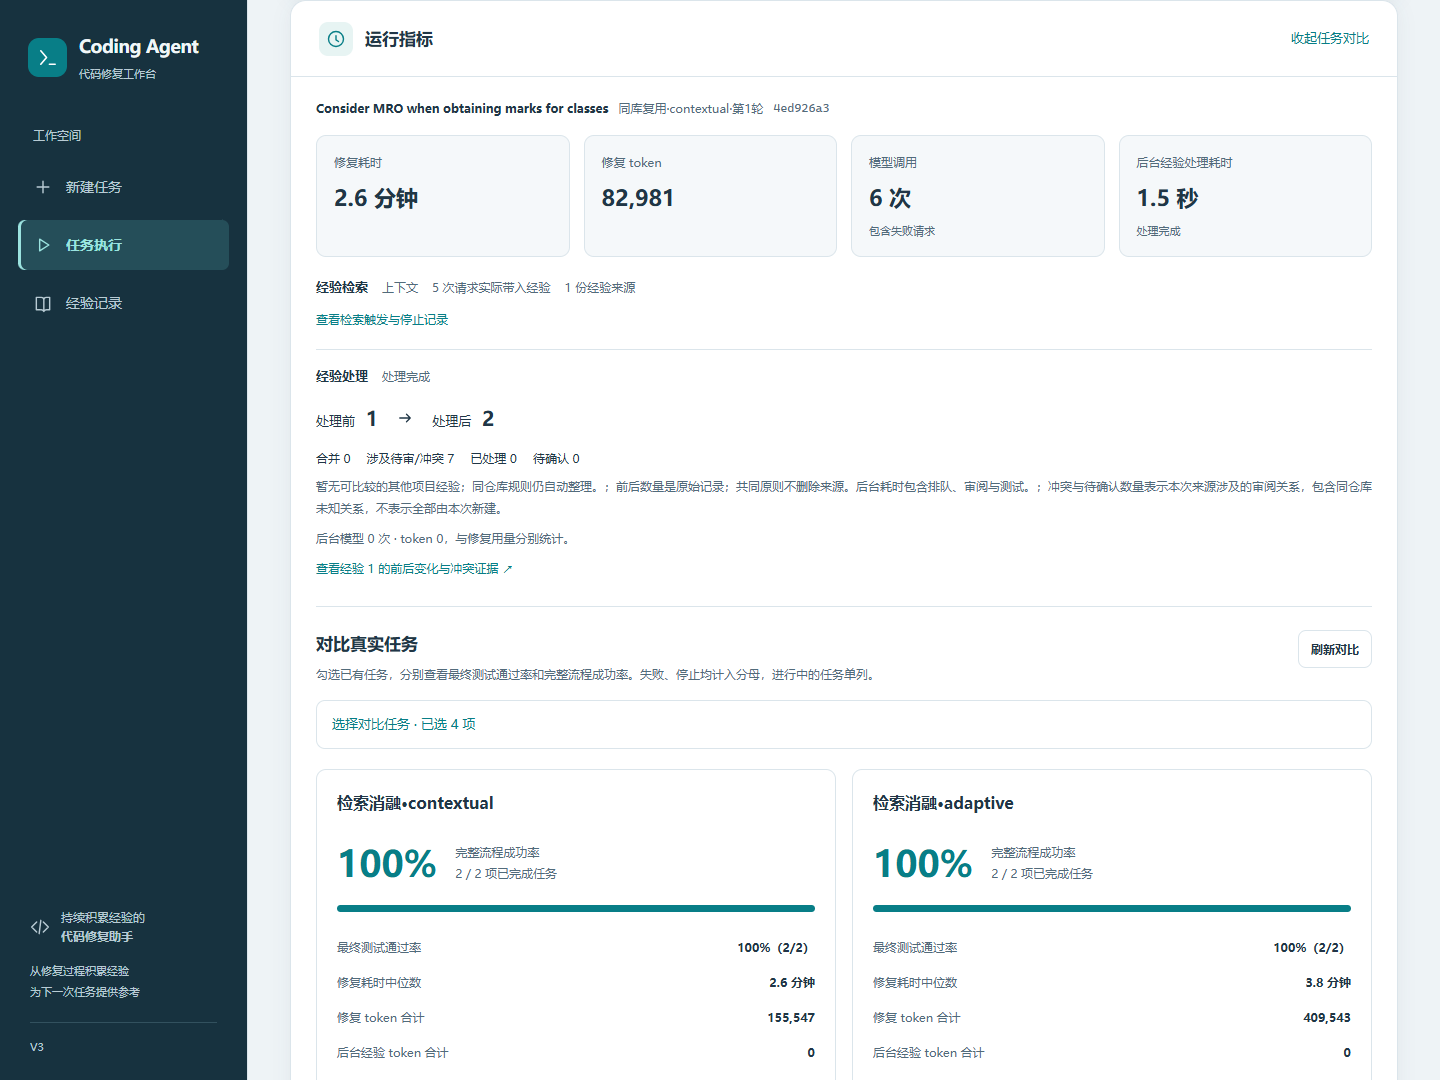 Coding Agent
代码修复工作台
工作空间
新建任务
任务执行
经验记录
持续积累经验的
代码修复助手
从修复过程积累经验
为下一次任务提供参考
V3
运行指标
收起任务对比
Consider MRO when obtaining marks for classes 同库复用·contextual·第1轮 4ed926a3
修复耗时
2.6 分钟
修复 token
82,981
模型调用
6 次
包含失败请求
后台经验处理耗时
1.5 秒
处理完成
经验检索 上下文 5 次请求实际带入经验 1 份经验来源
查看检索触发与停止记录
经验处理 处理完成
处理前 1 → 处理后 2
合并 0 涉及待审/冲突 7 已处理 0 待确认 0
暂无可比较的其他项目经验；同仓库规则仍自动整理。；前后数量是原始记录；共同原则不删除来源。后台耗时包含排队、审阅与测试。；冲突与待确认数量表示本次来源涉及的审阅关系，包含同仓库
未知关系，不表示全部由本次新建。
后台模型 0 次 · token 0，与修复用量分别统计。
查看经验 1 的前后变化与冲突证据 ↗
对比真实任务
刷新对比
勾选已有任务，分别查看最终测试通过率和完整流程成功率。失败、停止均计入分母，进行中的任务单列。
选择对比任务 · 已选 4 项
检索消融·contextual
100%
完整流程成功率
2 / 2 项已完成任务
最终测试通过率 100%（2/2）
修复耗时中位数 2.6 分钟
修复 token 合计 155,547
后台经验 token 合计 0
检索消融·adaptive
100%
完整流程成功率
2 / 2 项已完成任务
最终测试通过率 100%（2/2）
修复耗时中位数 3.8 分钟
修复 token 合计 409,543
后台经验 token 合计 0